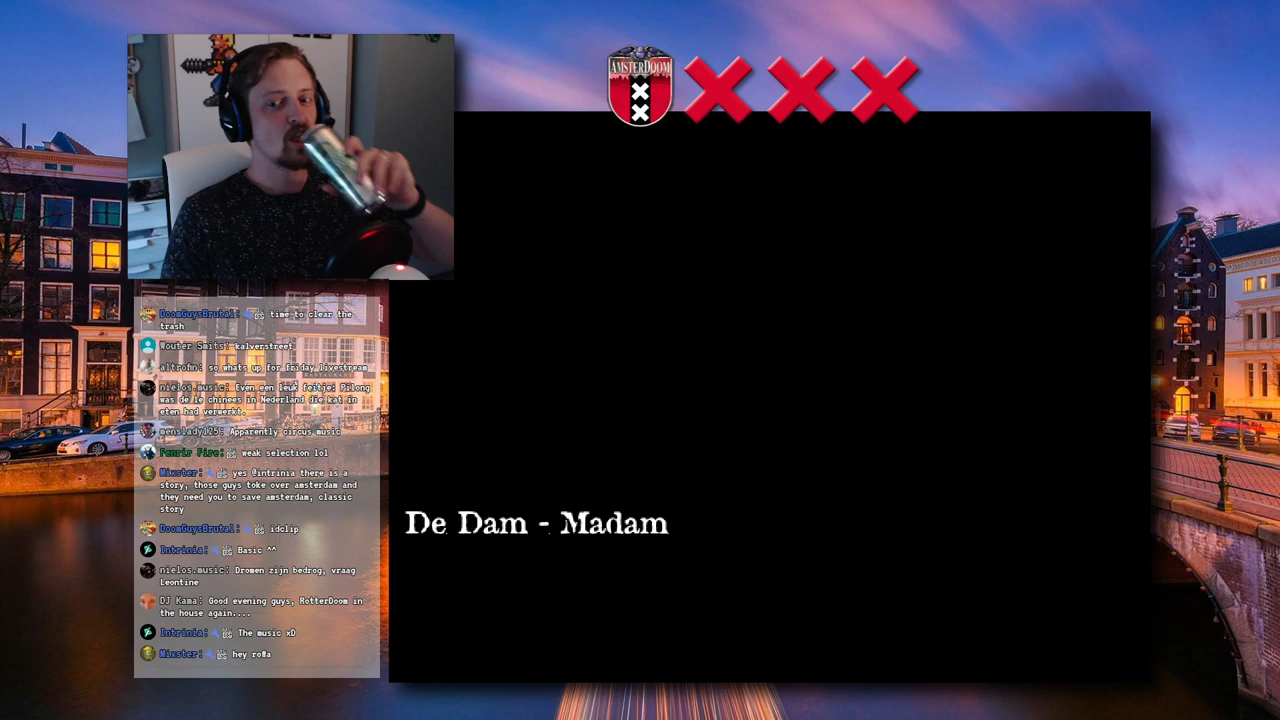 AMSTERDOOM
DoomGuysBrutal: time to clear the
trash
Wouter Smits: kalverstreet
altrofin: so whats up for friday livestream
nielos.music: Even een leuk feitje: Pilong
was de 1e chinees in Nederland die kat in
eten had verwerkt.
menslady125: Apparently circus music
Fenrir Fire: weak selection lol
Mixster: yes @intrinia there is a
story, those guys toke over amsterdam and
they need you to save amsterdam, classic
story
DoomGuysBrutal: idclip
Intrinia: Basic ^^
nielos.music: Dromen zijn bedrog, vraag
Leontine
DJ Kama: Good evening guys, RotterDoom in
the house again....
Intrinia: The music xD
Mixster: hey roffa
De Dam - Madam